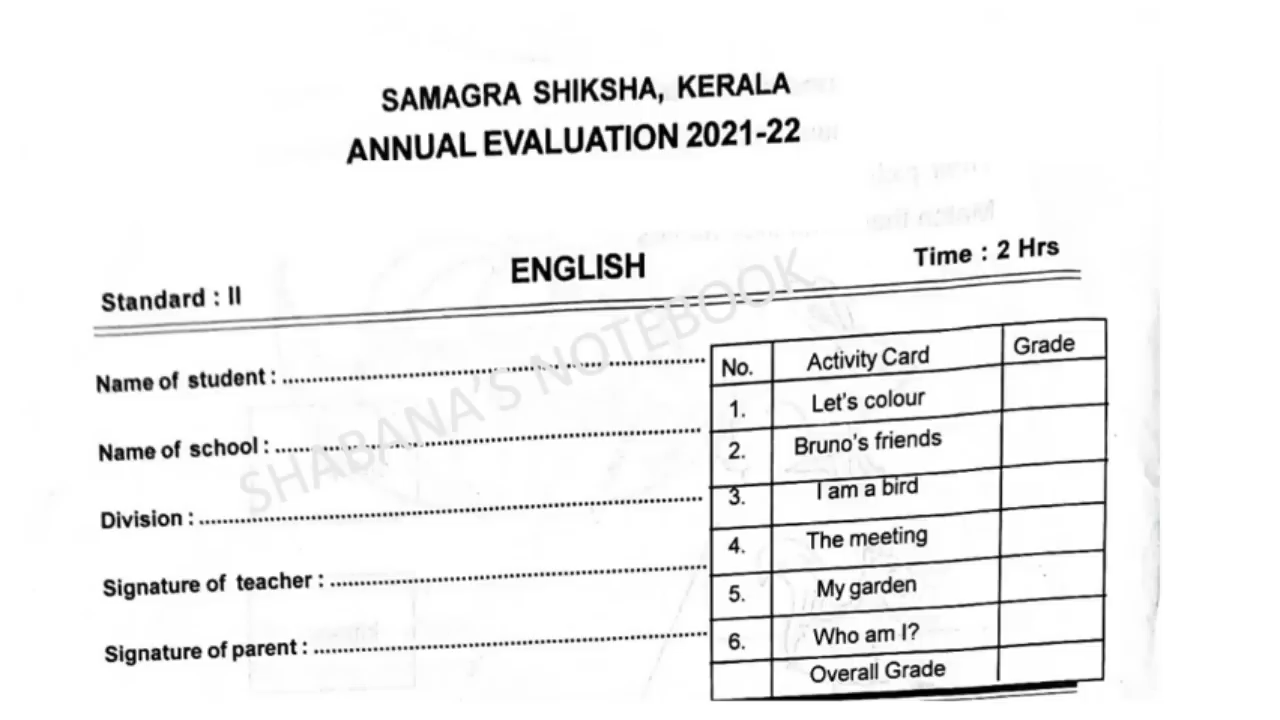 SAMAGRA SHIKSHA, KERALA
ANNUAL EVALUATION 2021-22
ENGLISH
Standard : II
Time : 2 Hrs
Name of student : ..........
Name of school : ..........
Division : ..........
Signature of teacher : ..........
Signature of parent : ..........
No. Activity Card Grade
1. Let's colour
2. Bruno's friends
3. I am a bird
4. The meeting
5. My garden
6. Who am I?
Overall Grade
SHABANA'S NOTEBOOK